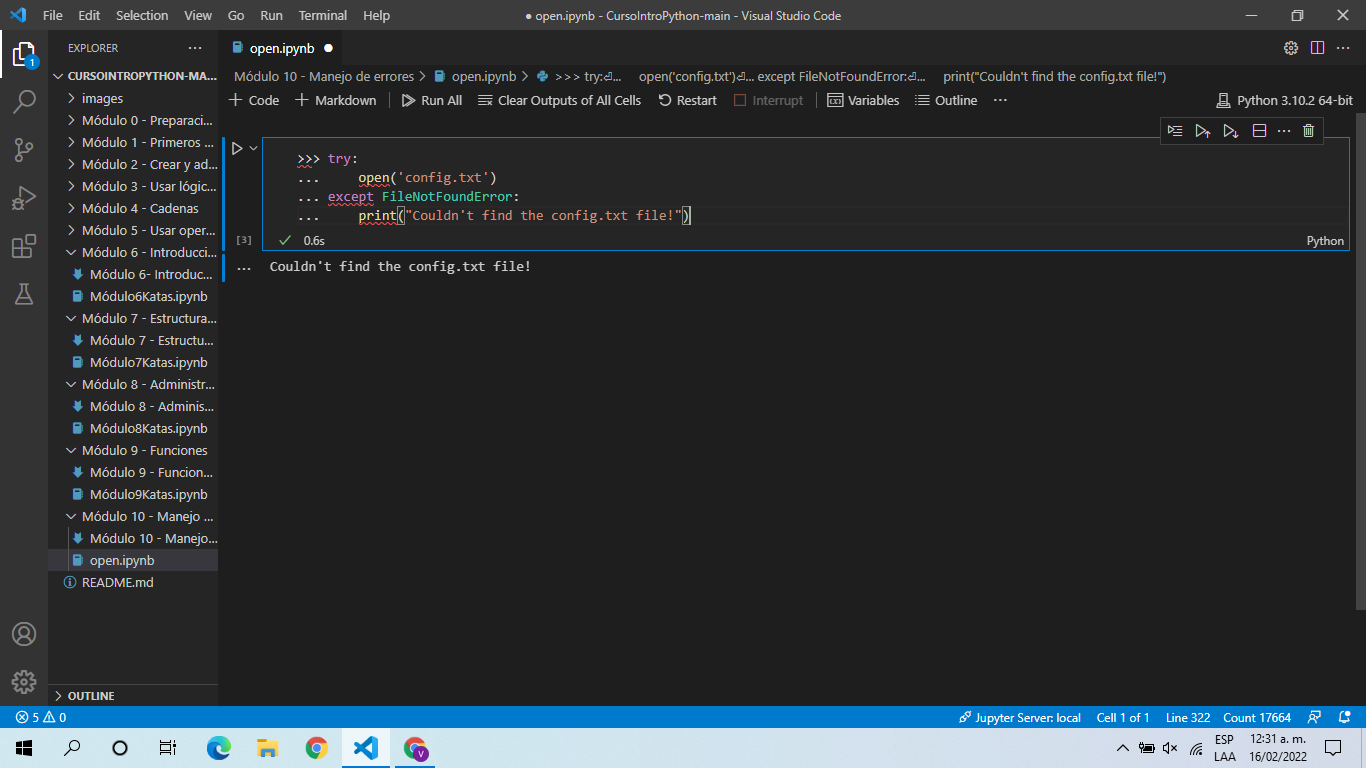 File Edit Selection View Go Run Terminal Help ● open.ipynb - CursoIntroPython-main - Visual Studio Code
EXPLORER ···
open.ipynb ●
1
CURSOINTROPYTHON-MA...
Módulo 10 - Manejo de errores > open.ipynb > >>> try:⏎... open('config.txt')⏎... except FileNotFoundError:⏎... print("Couldn't find the config.txt file!")
+ Code + Markdown Run All Clear Outputs of All Cells Restart Interrupt Variables Outline ··· Python 3.10.2 64-bit
images
Módulo 0 - Preparaci...
Módulo 1 - Primeros ...
Módulo 2 - Crear y ad...
Módulo 3 - Usar lógic...
Módulo 4 - Cadenas
Módulo 5 - Usar oper...
Módulo 6 - Introducci...
Módulo 6- Introduc...
Módulo6Katas.ipynb
Módulo 7 - Estructura...
Módulo 7 - Estructu...
Módulo7Katas.ipynb
Módulo 8 - Administr...
Módulo 8 - Adminis...
Módulo8Katas.ipynb
Módulo 9 - Funciones
Módulo 9 - Funcion...
Módulo9Katas.ipynb
Módulo 10 - Manejo ...
Módulo 10 - Manejo...
open.ipynb
README.md
OUTLINE
>>> try:
...     open('config.txt')
... except FileNotFoundError:
...     print("Couldn't find the config.txt file!")
[3] ✓ 0.6s Python
... Couldn't find the config.txt file!
5 0 Jupyter Server: local Cell 1 of 1 Line 322 Count 17664
V
ESP
LAA
12:31 a. m.
16/02/2022